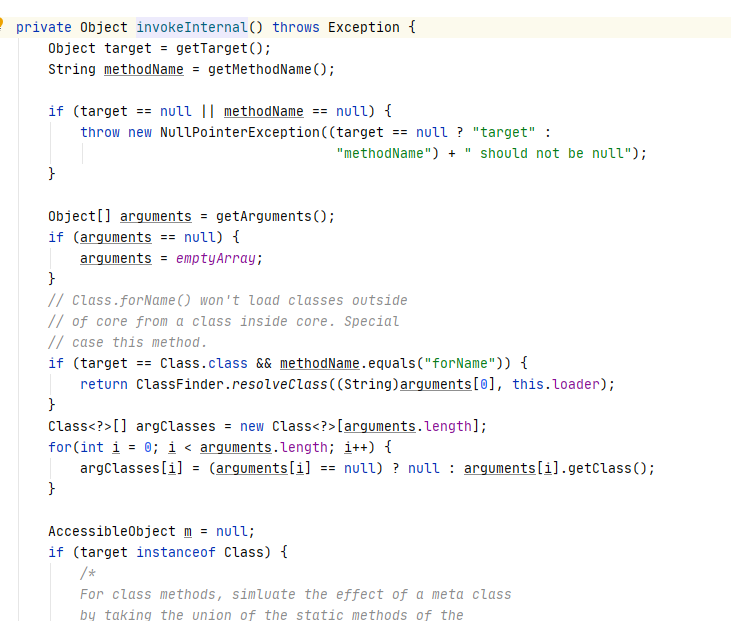 private Object invokeInternal() throws Exception {
    Object target = getTarget();
    String methodName = getMethodName();

    if (target == null || methodName == null) {
        throw new NullPointerException((target == null ? "target" :
                                        "methodName") + " should not be null");
    }

    Object[] arguments = getArguments();
    if (arguments == null) {
        arguments = emptyArray;
    }
    // Class.forName() won't load classes outside
    // of core from a class inside core. Special
    // case this method.
    if (target == Class.class && methodName.equals("forName")) {
        return ClassFinder.resolveClass((String)arguments[0], this.loader);
    }
    Class<?>[] argClasses = new Class<?>[arguments.length];
    for(int i = 0; i < arguments.length; i++) {
        argClasses[i] = (arguments[i] == null) ? null : arguments[i].getClass();
    }

    AccessibleObject m = null;
    if (target instanceof Class) {
        /*
        For class methods, simluate the effect of a meta class
        by taking the union of the static methods of the